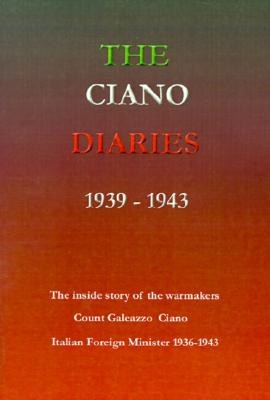 THE
CIANO
DIARIES
1939 - 1943
The inside story of the warmakers
Count Galeazzo Ciano
Italian Foreign Minister 1936-1943